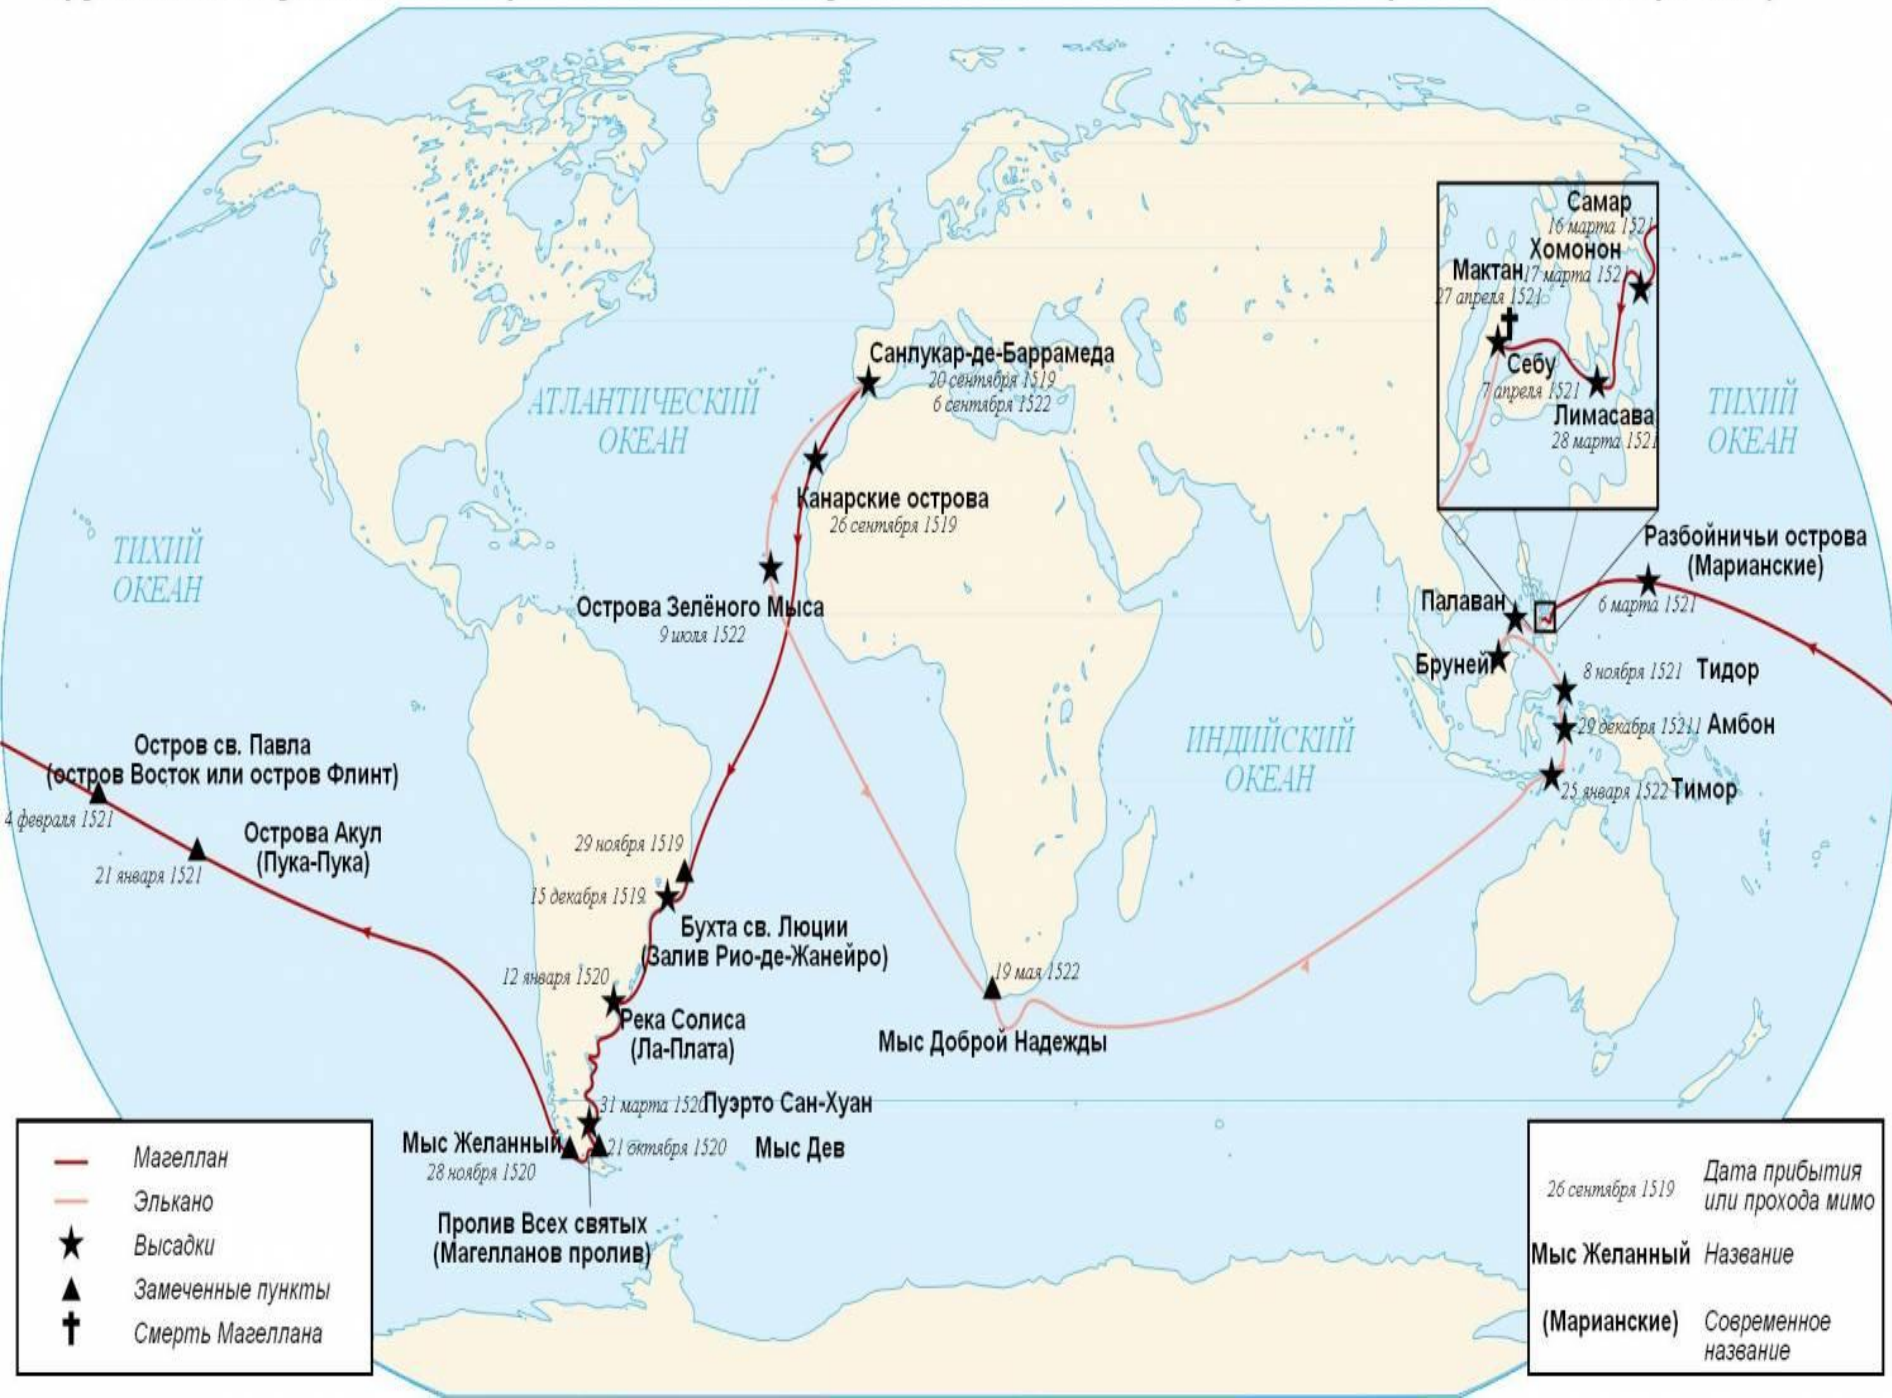 Самар
16 марта 1521
Хомонон
17 марта 1521
Мактан
27 апреля 1521
Себу
7 апреля 1521
Лимасава
28 марта 1521
Санлукар-де-Баррамеда
20 сентября 1519
6 сентября 1522
АТЛАНТИЧЕСКИЙ
ОКЕАН
ТИХИЙ
ОКЕАН
Канарские острова
26 сентября 1519
ТИХИЙ
ОКЕАН
Разбойничьи острова
(Марианские)
6 марта 1521
Острова Зелёного Мыса
9 июля 1522
Палаван
Бруней
8 ноября 1521 Тидор
29 декабря 15211 Амбон
25 января 1522 Тимор
ИНДИЙСКИЙ
ОКЕАН
Остров св. Павла
(остров Восток или остров Флинт)
4 февраля 1521
Острова Акул
(Пука-Пука)
21 января 1521
29 ноября 1519
15 декабря 1519
Бухта св. Люции
(Залив Рио-де-Жанейро)
12 января 1520
Река Солиса
(Ла-Плата)
19 мая 1522
Мыс Доброй Надежды
31 марта 1520 Пуэрто Сан-Хуан
Мыс Желанный
28 ноября 1520
21 октября 1520 Мыс Дев
Пролив Всех святых
(Магелланов пролив)
Магеллан
Элькано
Высадки
Замеченные пункты
Смерть Магеллана
26 сентября 1519 Дата прибытия
или прохода мимо
Мыс Желанный Название
(Марианские) Современное
название